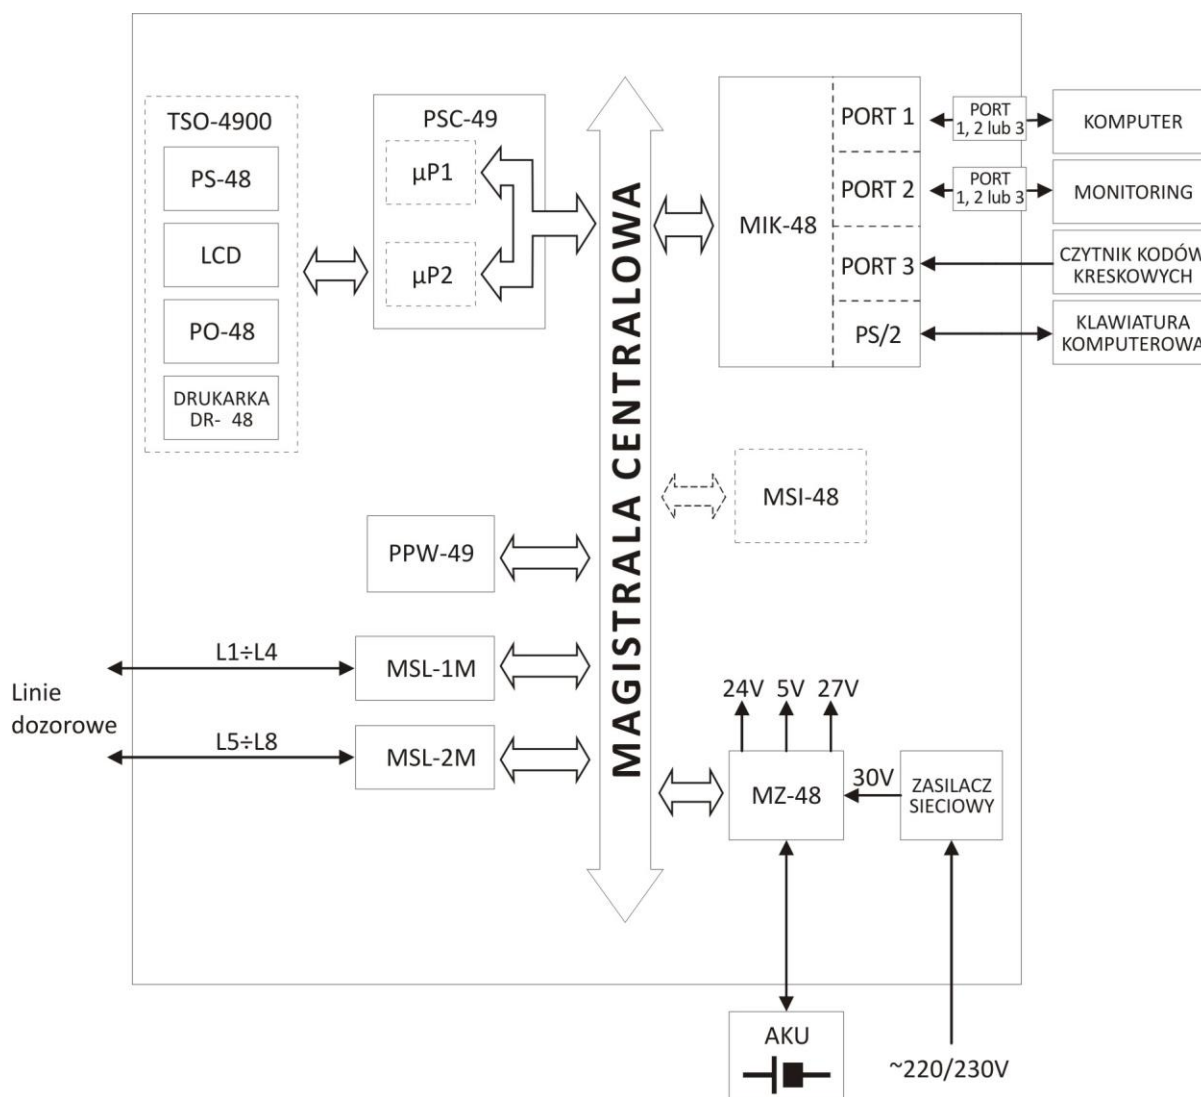 TSO-4900
PS-48
LCD
PO-48
DRUKARKA
DR- 48
PSC-49
µP1
µP2
MAGISTRALA CENTRALOWA
MIK-48
PORT 1
PORT 2
PORT 3
PS/2
PORT
1, 2 lub 3
KOMPUTER
PORT
1, 2 lub 3
MONITORING
CZYTNIK KODÓW
KRESKOWYCH
KLAWIATURA
KOMPUTEROWA
MSI-48
PPW-49
L1÷L4
MSL-1M
Linie
dozorowe
L5÷L8
MSL-2M
24V
5V
27V
MZ-48
30V
ZASILACZ
SIECIOWY
AKU
~220/230V